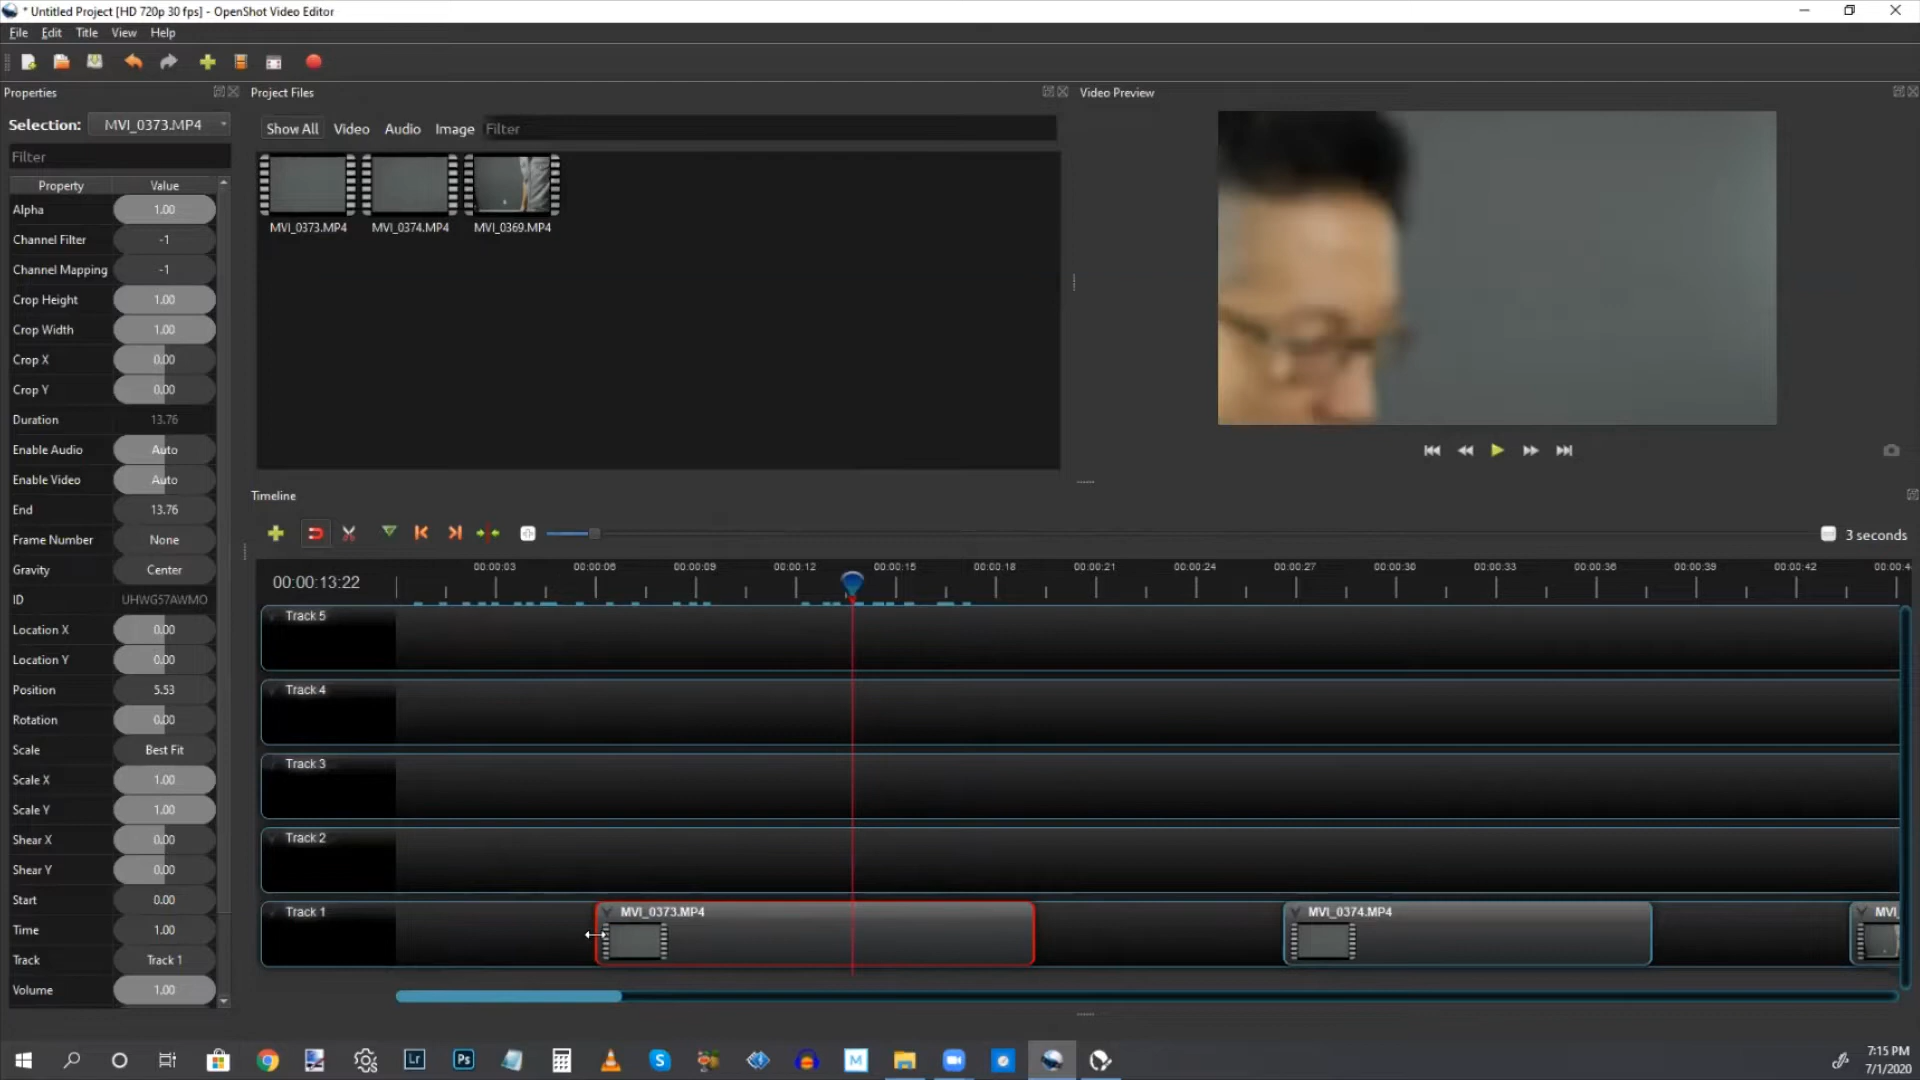 * Untitled Project [HD 720p 30 fps] - OpenShot Video Editor
File Edit Title View Help
Properties
Project Files
Video Preview
Selection: MVI_0373.MP4
Show All Video Audio Image Filter
Filter
Property Value
Alpha 1.00
Channel Filter -1
Channel Mapping -1
Crop Height 1.00
Crop Width 1.00
Crop X 0.00
Crop Y 0.00
Duration 13.76
Enable Audio Auto
Enable Video Auto
End 13.76
Frame Number None
Gravity Center
ID UHWG57AWMO
Location X 0.00
Location Y 0.00
Position 5.53
Rotation 0.00
Scale Best Fit
Scale X 1.00
Scale Y 1.00
Shear X 0.00
Shear Y 0.00
Start 0.00
Time 1.00
Track Track 1
Volume 1.00
MVI_0373.MP4 MVI_0374.MP4 MVI_0369.MP4
Timeline
3 seconds
00:00:13:22
00:00:03 00:00:06 00:00:09 00:00:12 00:00:15 00:00:18 00:00:21 00:00:24 00:00:27 00:00:30 00:00:33 00:00:36 00:00:39 00:00:42 00:00:4
Track 5
Track 4
Track 3
Track 2
Track 1
MVI_0373.MP4 MVI_0374.MP4 MVI_
Lr Ps S M
7:15 PM
7/1/2020